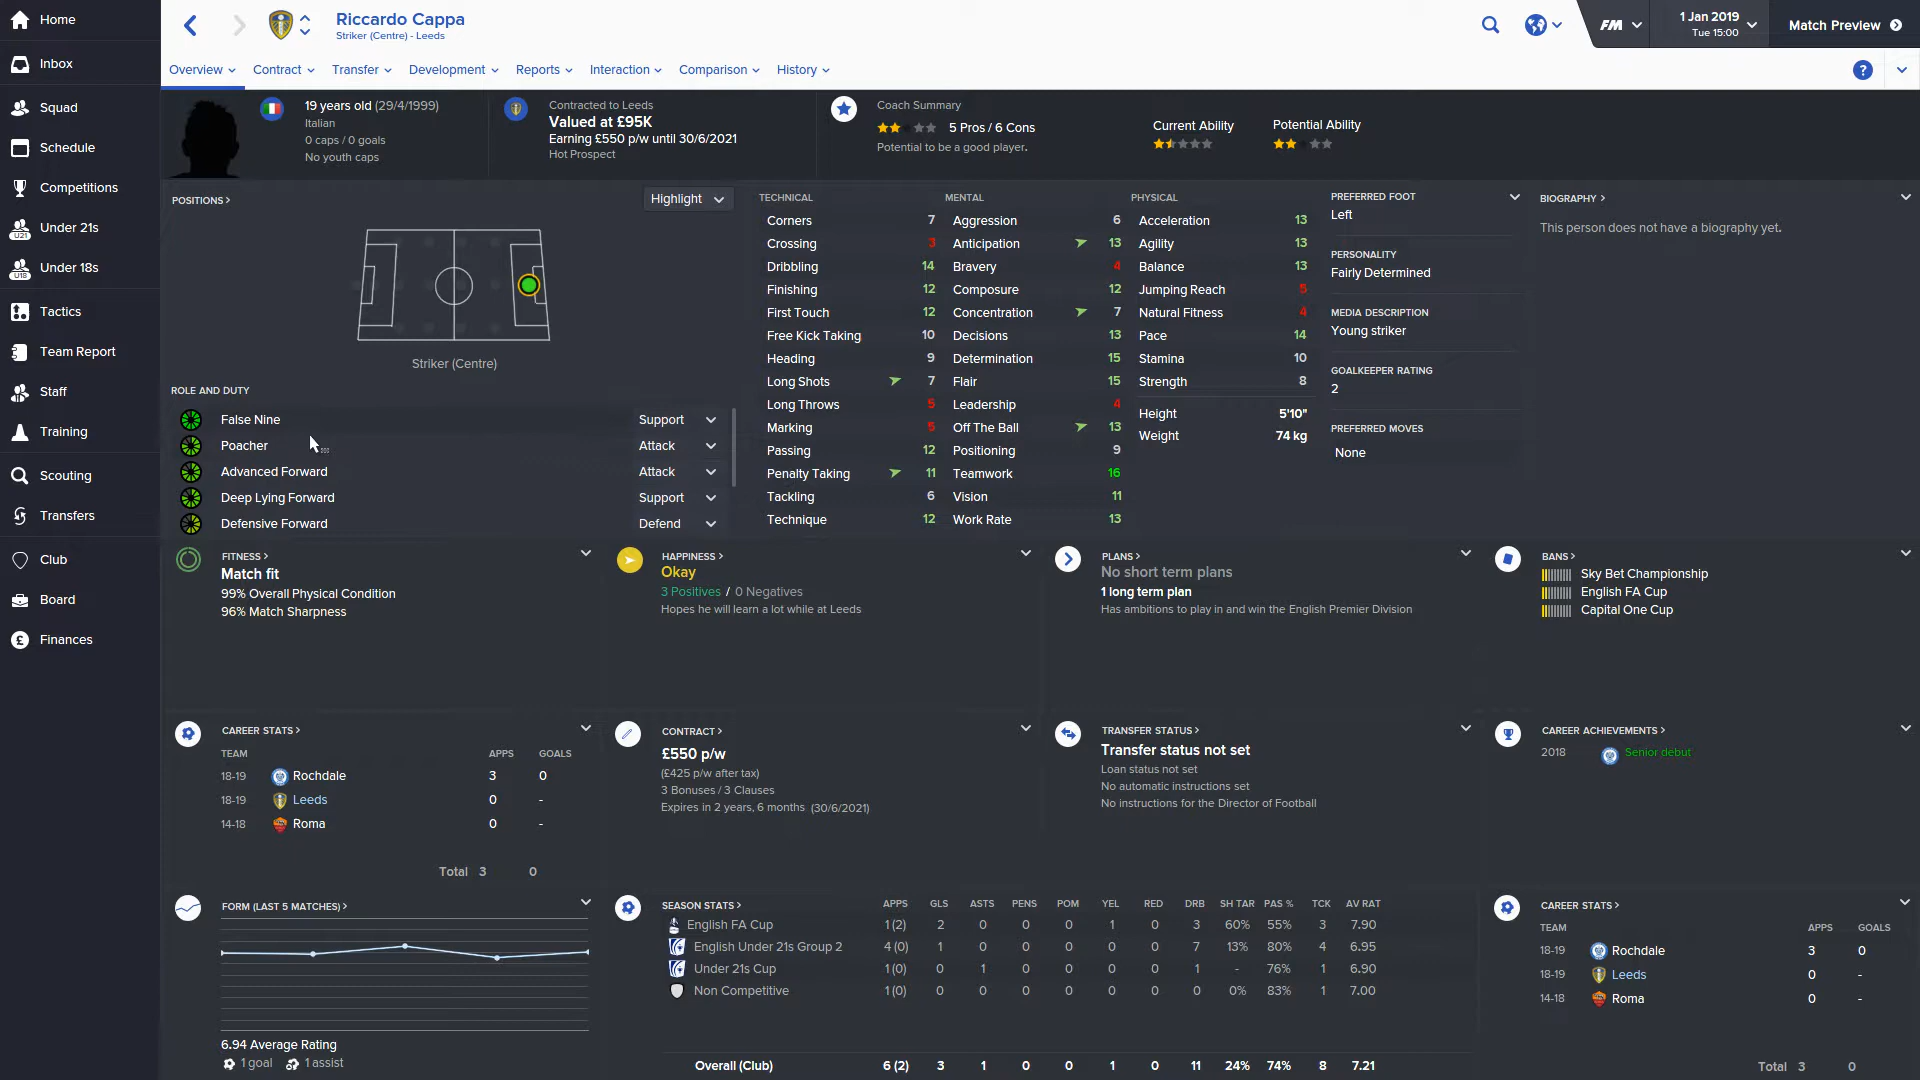 Home
Inbox
Squad
Schedule
Competitions
Under 21s
U21
Under 18s
U18
Tactics
Team Report
Staff
Training
Scouting
Transfers
Club
Board
Finances
Riccardo Cappa
Striker (Centre) - Leeds
FM
1 Jan 2019
Tue 15:00
Match Preview
Overview Contract Transfer Development Reports Interaction Comparison History
?
19 years old (29/4/1999)
Italian
0 caps / 0 goals
No youth caps
Contracted to Leeds
Valued at £95K
Earning £550 p/w until 30/6/2021
Hot Prospect
Coach Summary
5 Pros / 6 Cons
Potential to be a good player.
Current Ability
Potential Ability
POSITIONS >
Highlight
Striker (Centre)
ROLE AND DUTY
False Nine Support
Poacher Attack
Advanced Forward Attack
Deep Lying Forward Support
Defensive Forward Defend
TECHNICAL
Corners 7
Crossing 3
Dribbling 14
Finishing 12
First Touch 12
Free Kick Taking 10
Heading 9
Long Shots 7
Long Throws 5
Marking 5
Passing 12
Penalty Taking 11
Tackling 6
Technique 12
MENTAL
Aggression 6
Anticipation 13
Bravery 4
Composure 12
Concentration 7
Decisions 13
Determination 15
Flair 15
Leadership 4
Off The Ball 13
Positioning 9
Teamwork 16
Vision 11
Work Rate 13
PHYSICAL
Acceleration 13
Agility 13
Balance 13
Jumping Reach 5
Natural Fitness 4
Pace 14
Stamina 10
Strength 8
Height 5'10"
Weight 74 kg
PREFERRED FOOT
Left
PERSONALITY
Fairly Determined
MEDIA DESCRIPTION
Young striker
GOALKEEPER RATING
2
PREFERRED MOVES
None
BIOGRAPHY >
This person does not have a biography yet.
FITNESS >
Match fit
99% Overall Physical Condition
96% Match Sharpness
HAPPINESS >
Okay
3 Positives / 0 Negatives
Hopes he will learn a lot while at Leeds
PLANS >
No short term plans
1 long term plan
Has ambitions to play in and win the English Premier Division
BANS >
Sky Bet Championship
English FA Cup
Capital One Cup
CAREER STATS >
TEAM APPS GOALS
18-19 Rochdale 3 0
18-19 Leeds 0 -
14-18 Roma 0 -
Total 3 0
CONTRACT >
£550 p/w
(£425 p/w after tax)
3 Bonuses / 3 Clauses
Expires in 2 years, 6 months (30/6/2021)
TRANSFER STATUS >
Transfer status not set
Loan status not set
No automatic instructions set
No instructions for the Director of Football
CAREER ACHIEVEMENTS >
2018 Senior debut
FORM (LAST 5 MATCHES) >
6.94 Average Rating
1 goal 1 assist
SEASON STATS > APPS GLS ASTS PENS POM YEL RED DRB SH TAR PAS % TCK AV RAT
English FA Cup 1 (2) 2 0 0 0 1 0 3 60% 55% 3 7.90
English Under 21s Group 2 4 (0) 1 0 0 0 0 0 7 13% 80% 4 6.95
Under 21s Cup 1 (0) 0 1 0 0 0 0 1 - 76% 1 6.90
Non Competitive 1 (0) 0 0 0 0 0 0 0 0% 83% 1 7.00
Overall (Club) 6 (2) 3 1 0 0 1 0 11 24% 74% 8 7.21
CAREER STATS >
TEAM APPS GOALS
18-19 Rochdale 3 0
18-19 Leeds 0 -
14-18 Roma 0 -
Total 3 0